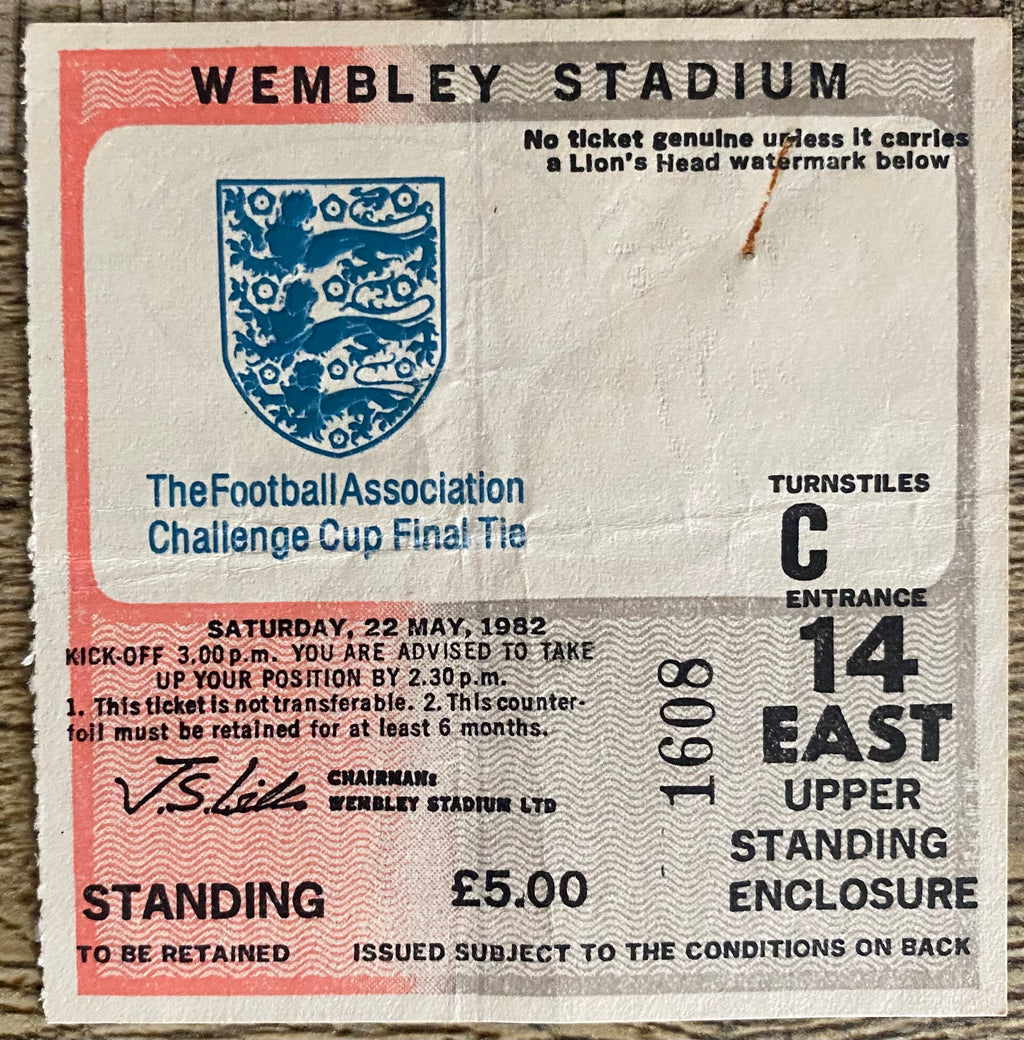 WEMBLEY STADIUM
No ticket genuine unless it carries
a Lion's Head watermark below
The Football Association
Challenge Cup Final Tie
TURNSTILES
C
ENTRANCE
14
EAST
UPPER
STANDING
ENCLOSURE
SATURDAY, 22 MAY, 1982
KICK-OFF 3.00 p.m. YOU ARE ADVISED TO TAKE
UP YOUR POSITION BY 2.30 p.m.
1. This ticket is not transferable. 2. This counter-
foil must be retained for at least 6 months.
CHAIRMAN:
WEMBLEY STADIUM LTD
1608
STANDING
£5.00
TO BE RETAINED
ISSUED SUBJECT TO THE CONDITIONS ON BACK